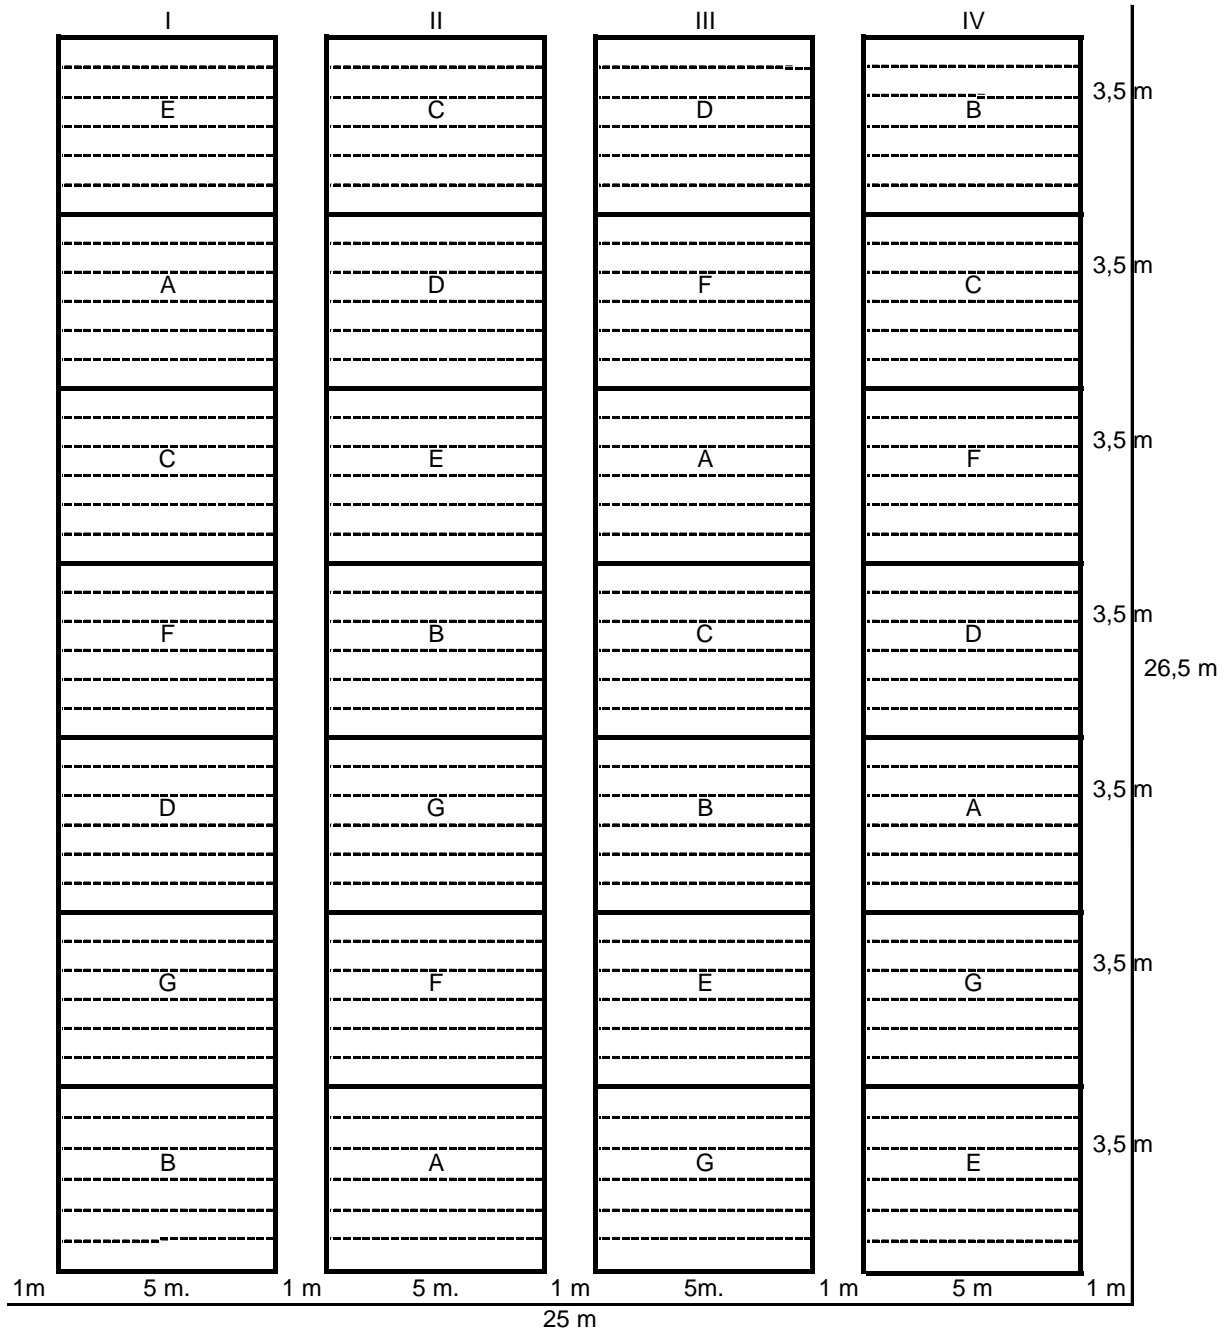 I II III IV
3,5 m
E C D B
3,5 m
A D F C
3,5 m
C E A F
3,5 m
F B C D
26,5 m
3,5 m
D G B A
3,5 m
G F E G
3,5 m
B A G E
1m 5 m. 1 m 5 m. 1 m 5m. 1 m 5 m 1 m
25 m